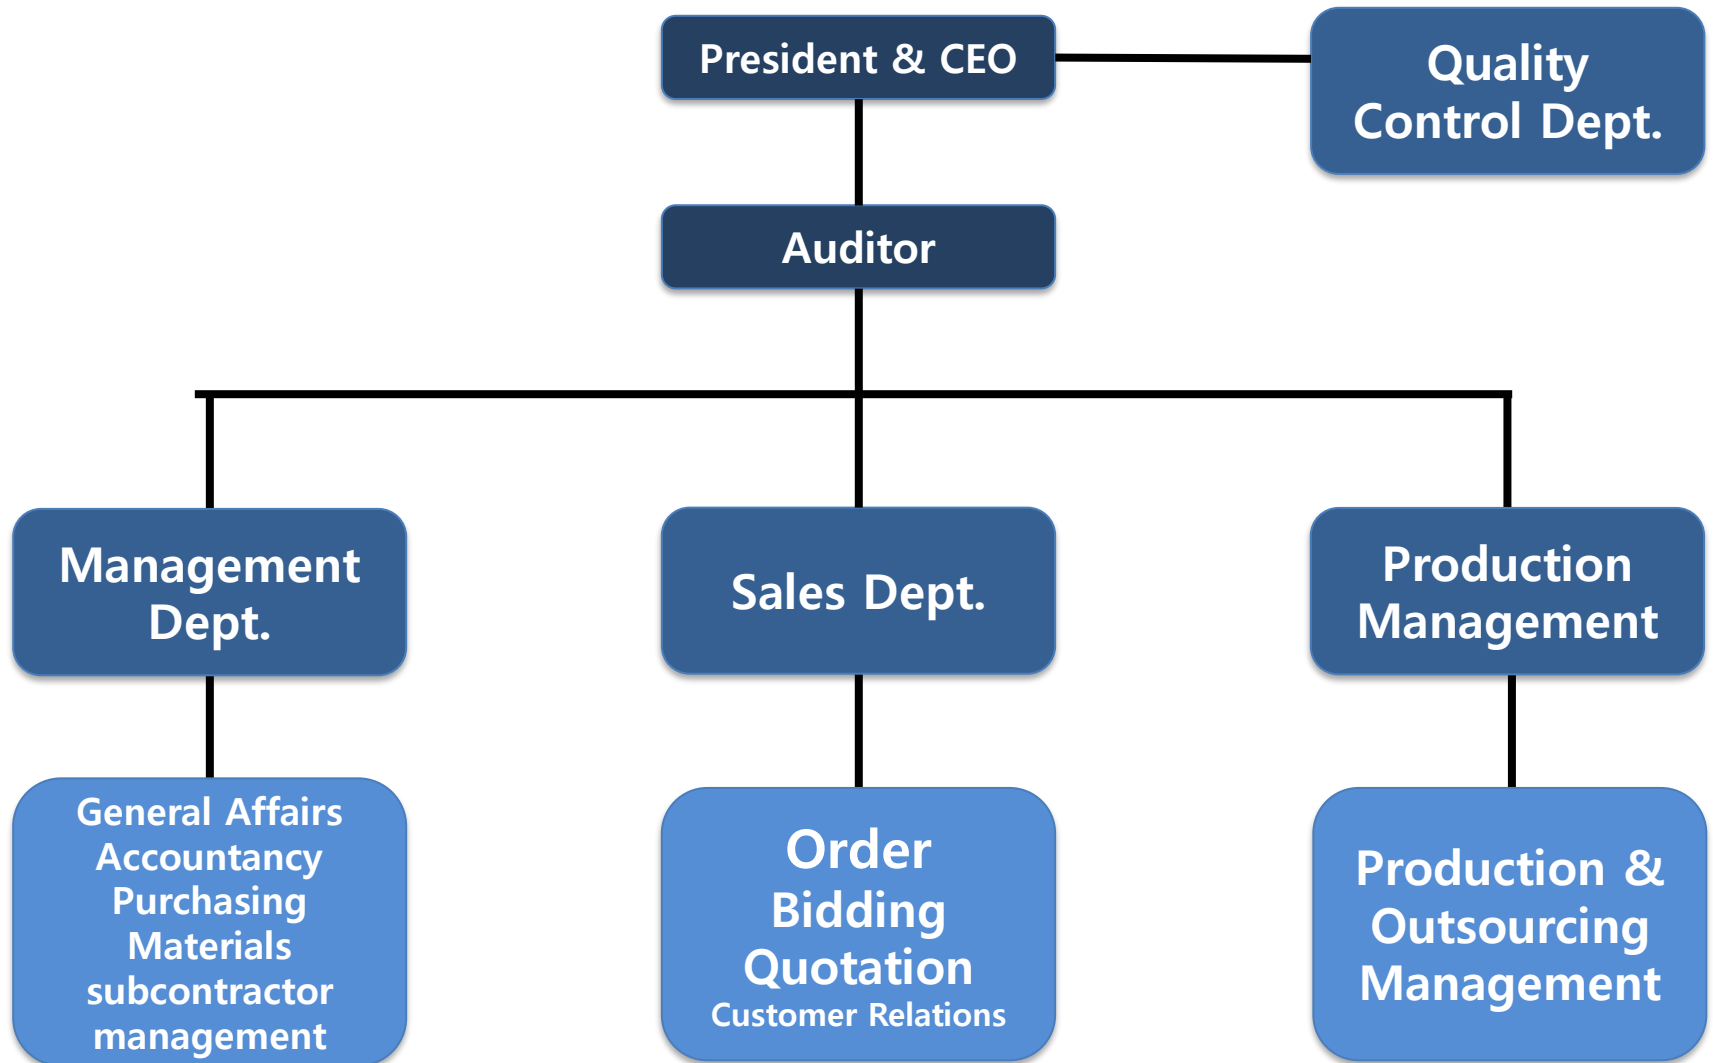 President & CEO
Quality
Control Dept.
Auditor
Management
Dept.
Sales Dept.
Production
Management
General Affairs
Accountancy
Purchasing
Materials
subcontractor
management
Order
Bidding
Quotation
Customer Relations
Production &
Outsourcing
Management